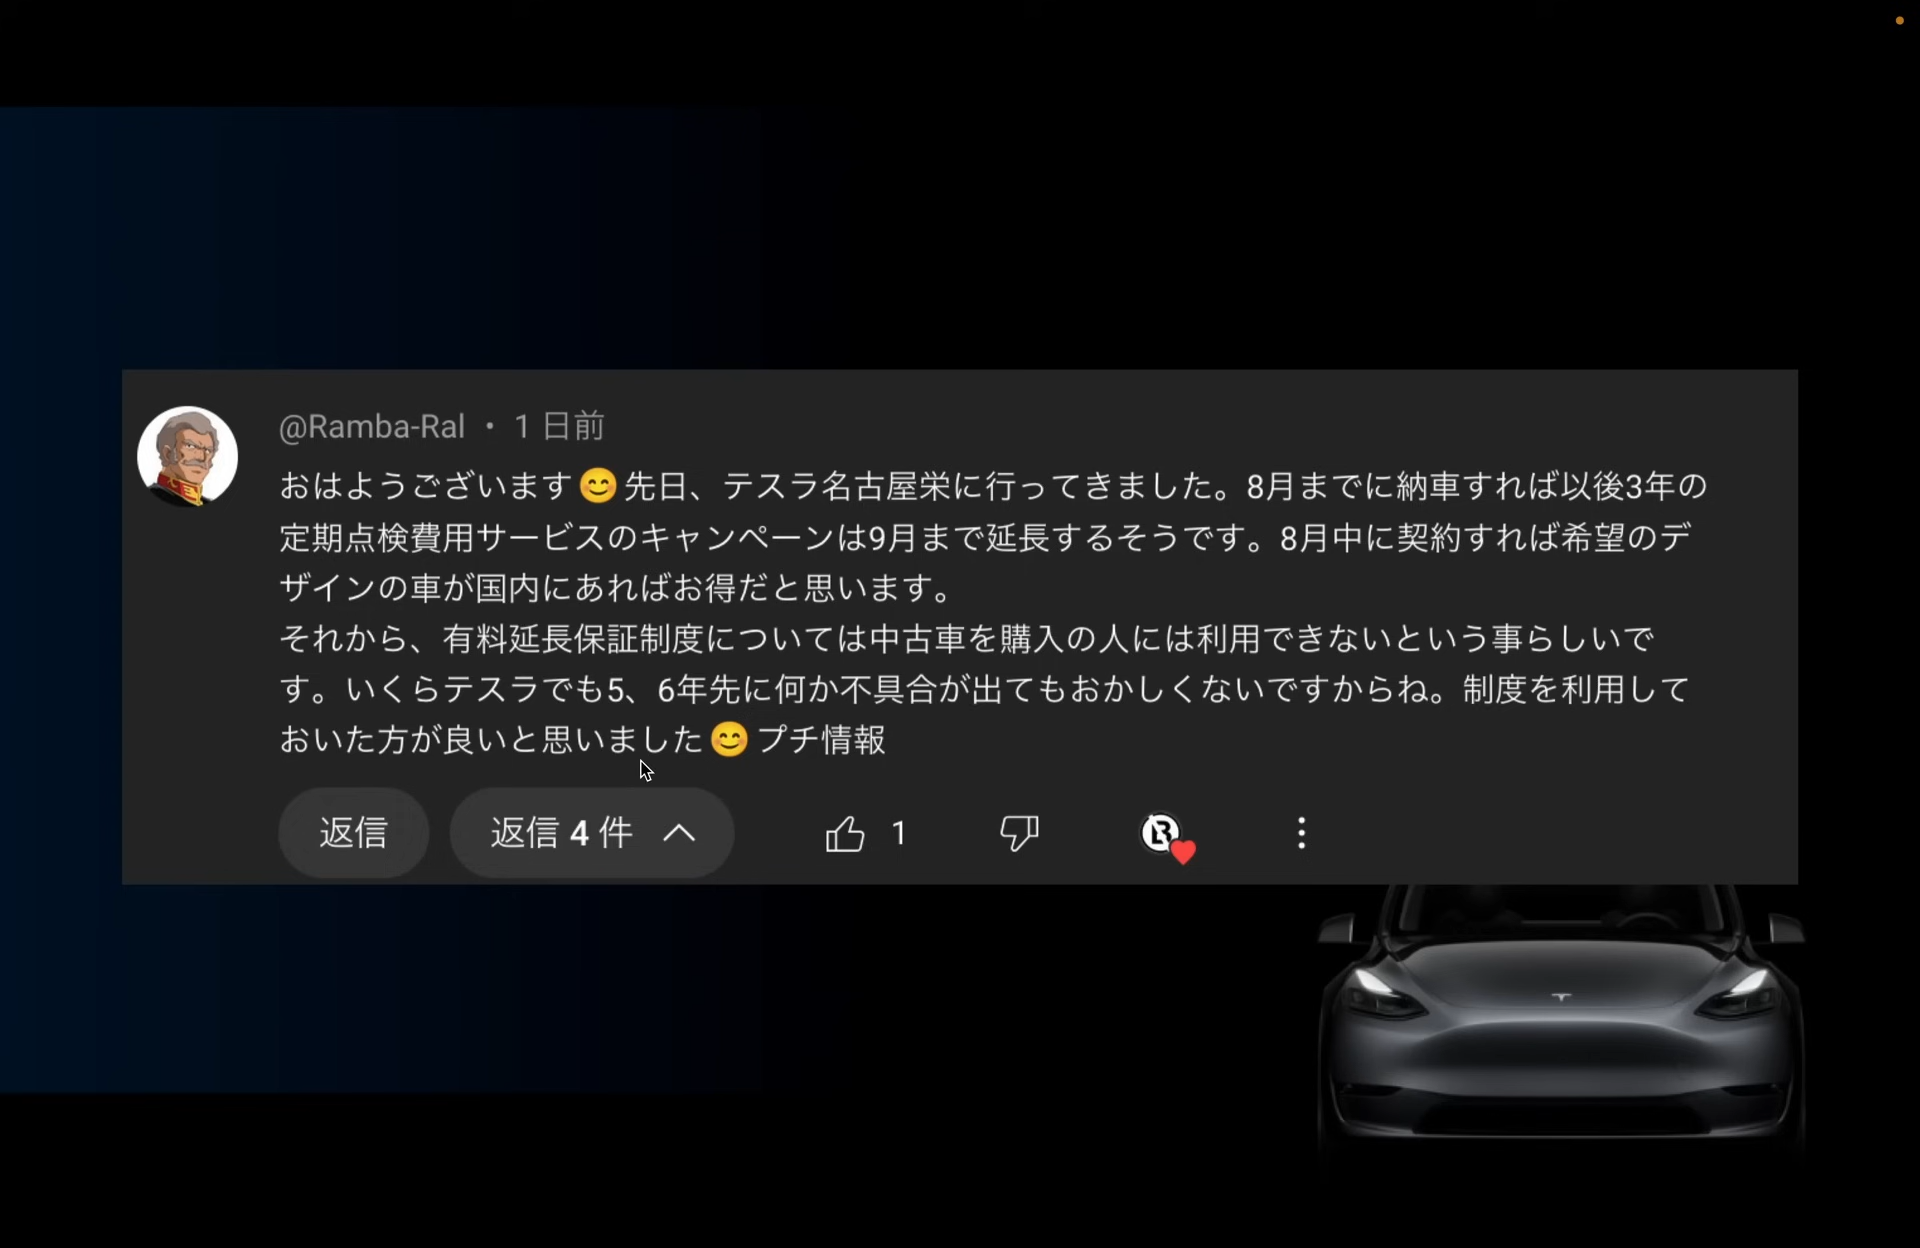 @Ramba-Ral ・ 1 日前
おはようございます😊先日、テスラ名古屋栄に行ってきました。8月までに納車すれば以後3年の
定期点検費用サービスのキャンペーンは9月まで延長するそうです。8月中に契約すれば希望のデ
ザインの車が国内にあればお得だと思います。
それから、有料延長保証制度については中古車を購入の人には利用できないという事らしいで
す。いくらテスラでも5、6年先に何か不具合が出てもおかしくないですからね。制度を利用して
おいた方が良いと思いました😊プチ情報
返信 返信 4 件 1